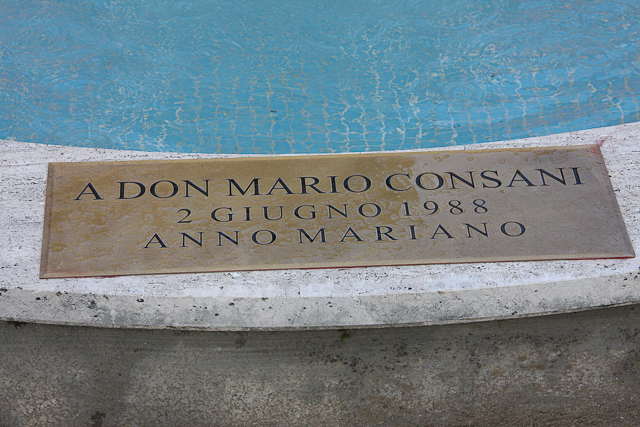 A DON MARIO CONSANI
2 GIUGNO 1988
ANNO MARIANO